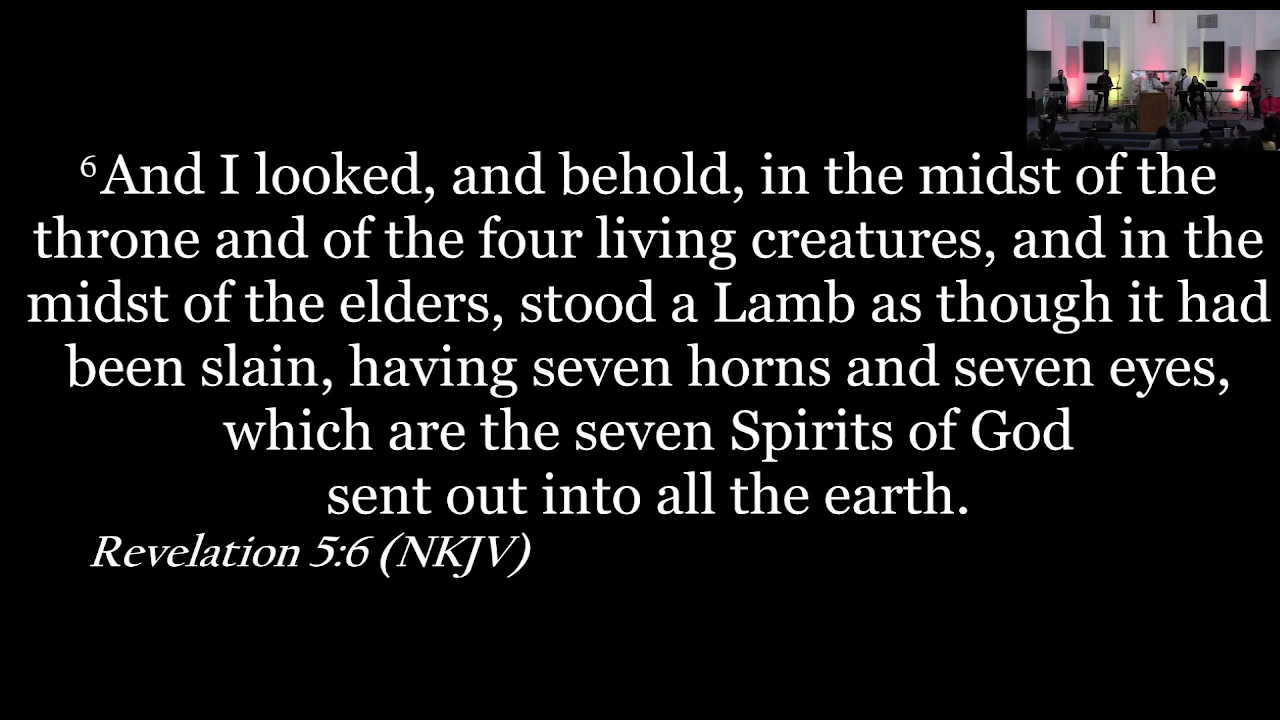 ⁶And I looked, and behold, in the midst of the
throne and of the four living creatures, and in the
midst of the elders, stood a Lamb as though it had
been slain, having seven horns and seven eyes,
which are the seven Spirits of God
sent out into all the earth.
Revelation 5:6 (NKJV)